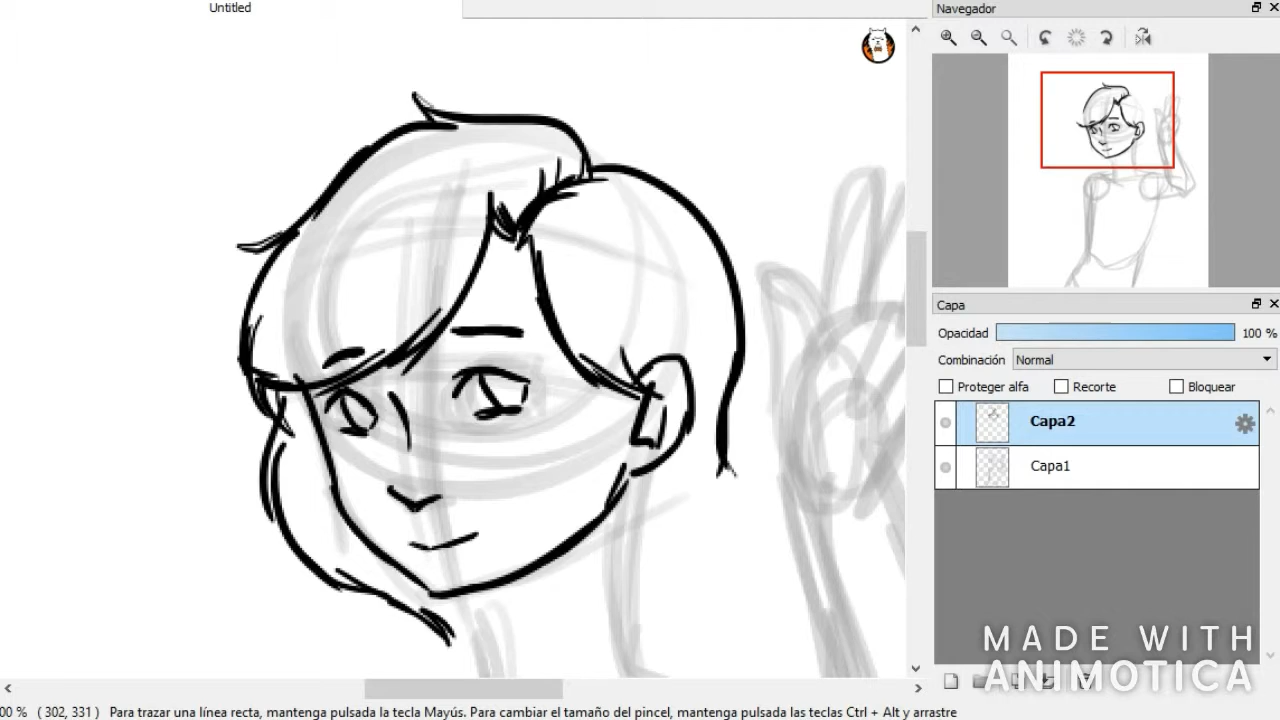 Untitled
Navegador
Capa
Opacidad 100 %
Combinación Normal
Proteger alfa Recorte Bloquear
Capa2
Capa1
MADE WITH
ANIMOTICA
00 % ( 302, 331 ) Para trazar una línea recta, mantenga pulsada la tecla Mayús. Para cambiar el tamaño del pincel, mantenga pulsadas las teclas Ctrl + Alt y arrastre